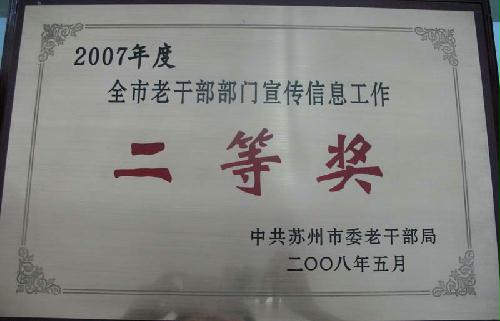 2007年度
全市老干部部门宣传信息工作
二等奖
中共苏州市委老干部局
二〇〇八年五月